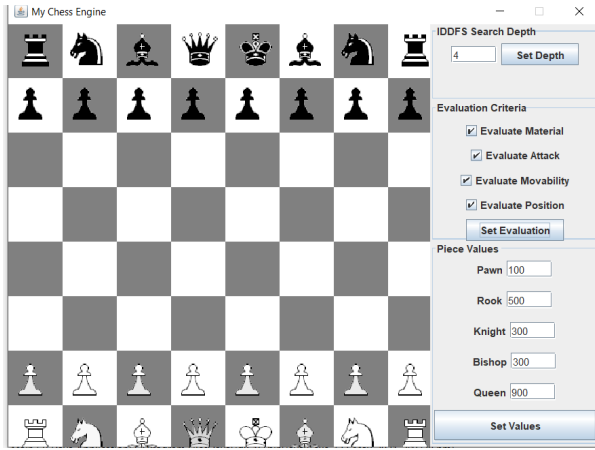 My Chess Engine
IDDFS Search Depth
4 Set Depth
Evaluation Criteria
Evaluate Material
Evaluate Attack
Evaluate Movability
Evaluate Position
Set Evaluation
Piece Values
Pawn 100
Rook 500
Knight 300
Bishop 300
Queen 900
Set Values